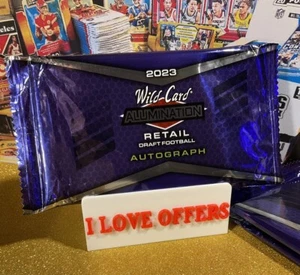 2023
Wild Card
ALUMINATION
RETAIL
DRAFT FOOTBALL
AUTOGRAPH
I LOVE OFFERS